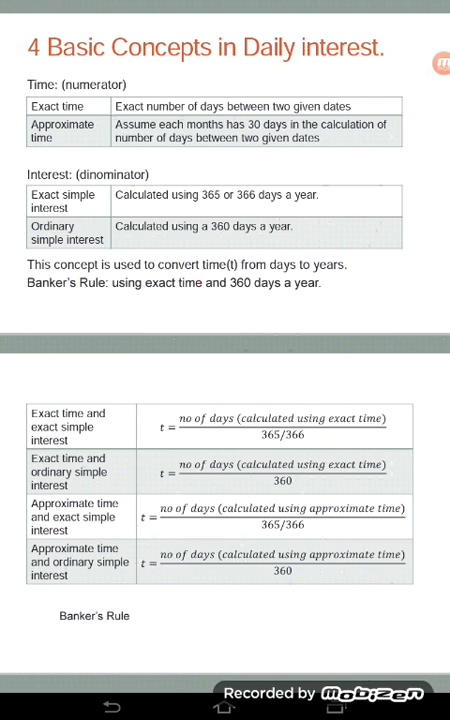 4 Basic Concepts in Daily interest.
Time: (numerator)
Exact time Exact number of days between two given dates
Approximate time Assume each months has 30 days in the calculation of
number of days between two given dates
Interest: (dinominator)
Exact simple interest Calculated using 365 or 366 days a year.
Ordinary simple interest Calculated using a 360 days a year.
This concept is used to convert time(t) from days to years.
Banker's Rule: using exact time and 360 days a year.
Exact time and
exact simple
interest
t = no of days (calculated using exact time)
365/366
Exact time and
ordinary simple
interest
t = no of days (calculated using exact time)
360
Approximate time
and exact simple
interest
t = no of days (calculated using approximate time)
365/366
Approximate time
and ordinary simple
interest
t = no of days (calculated using approximate time)
360
Banker's Rule
Recorded by Mobizen